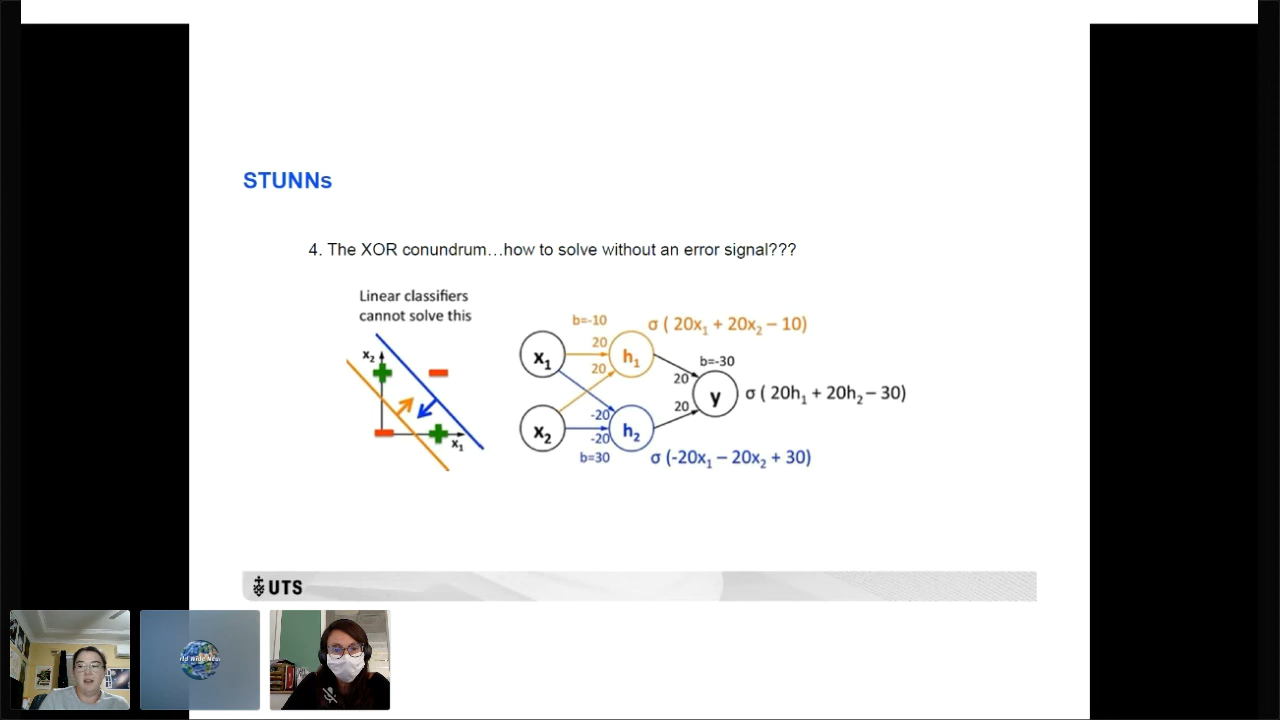 STUNNs
4. The XOR conundrum…how to solve without an error signal???
Linear classifiers
cannot solve this
x₂
x₁
b=-10
σ ( 20x₁ + 20x₂ – 10)
20
20
x₁
h₁
b=-30
20
20
y
σ ( 20h₁ + 20h₂ – 30)
x₂
h₂
-20
-20
b=30
σ (-20x₁ – 20x₂ + 30)
UTS